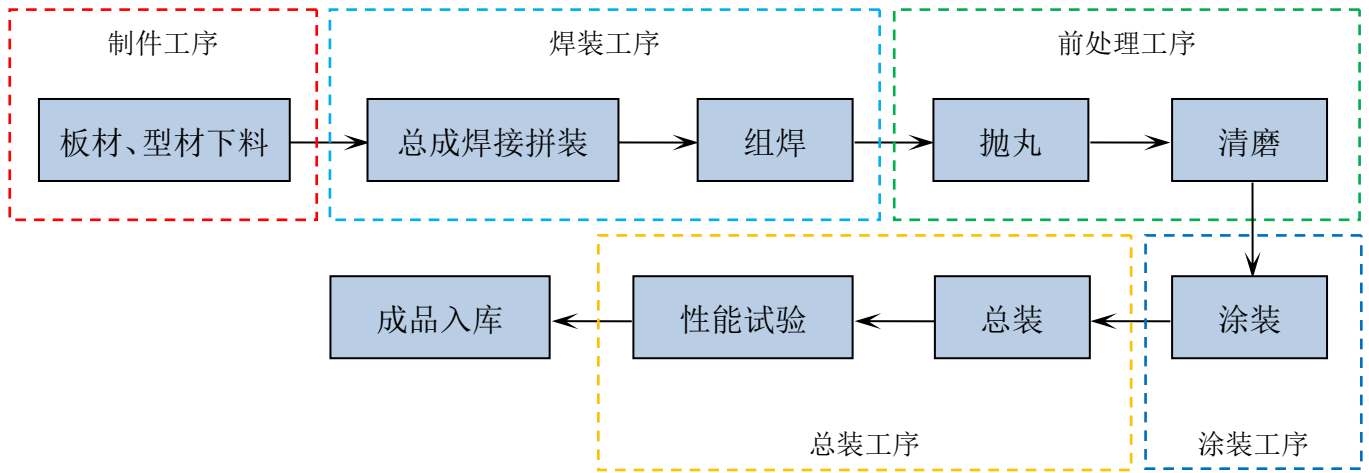 制件工序
焊装工序
前处理工序
板材、型材下料
总成焊接拼装
组焊
抛丸
清磨
成品入库
性能试验
总装
涂装
总装工序
涂装工序